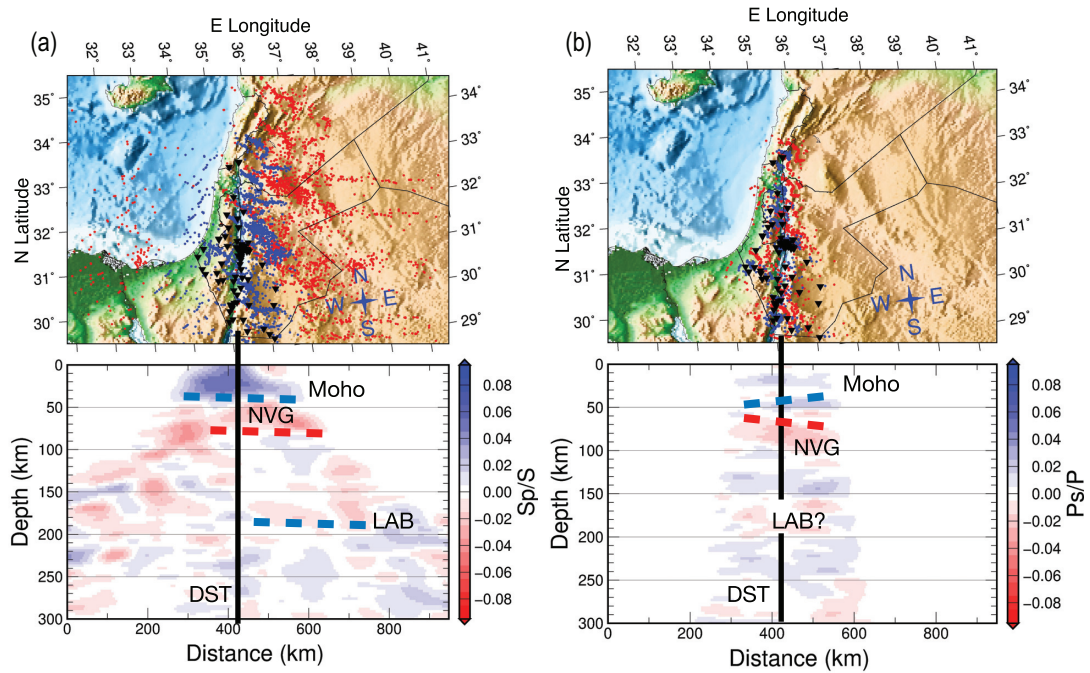 E Longitude
(a)
32˚ 33˚ 34˚ 35˚ 36˚ 37˚ 38˚ 39˚ 40˚ 41˚
35˚
34˚
33˚
32˚
31˚
30˚
N Latitude
34˚
33˚
32˚
31˚
30˚
29˚
N
W E
S
0
50
100
150
200
250
300
Depth (km)
Moho
NVG
LAB
DST
0 200 400 600 800
Distance (km)
0.08
0.06
0.04
0.02
0.00
−0.02
−0.04
−0.06
−0.08
Sp/S
E Longitude
(b)
32˚ 33˚ 34˚ 35˚ 36˚ 37˚ 38˚ 39˚ 40˚ 41˚
35˚
34˚
33˚
32˚
31˚
30˚
N Latitude
34˚
33˚
32˚
31˚
30˚
29˚
N
W E
S
0
50
100
150
200
250
300
Depth (km)
Moho
NVG
LAB?
DST
0 200 400 600 800
Distance (km)
0.08
0.06
0.04
0.02
0.00
−0.02
−0.04
−0.06
−0.08
Ps/P